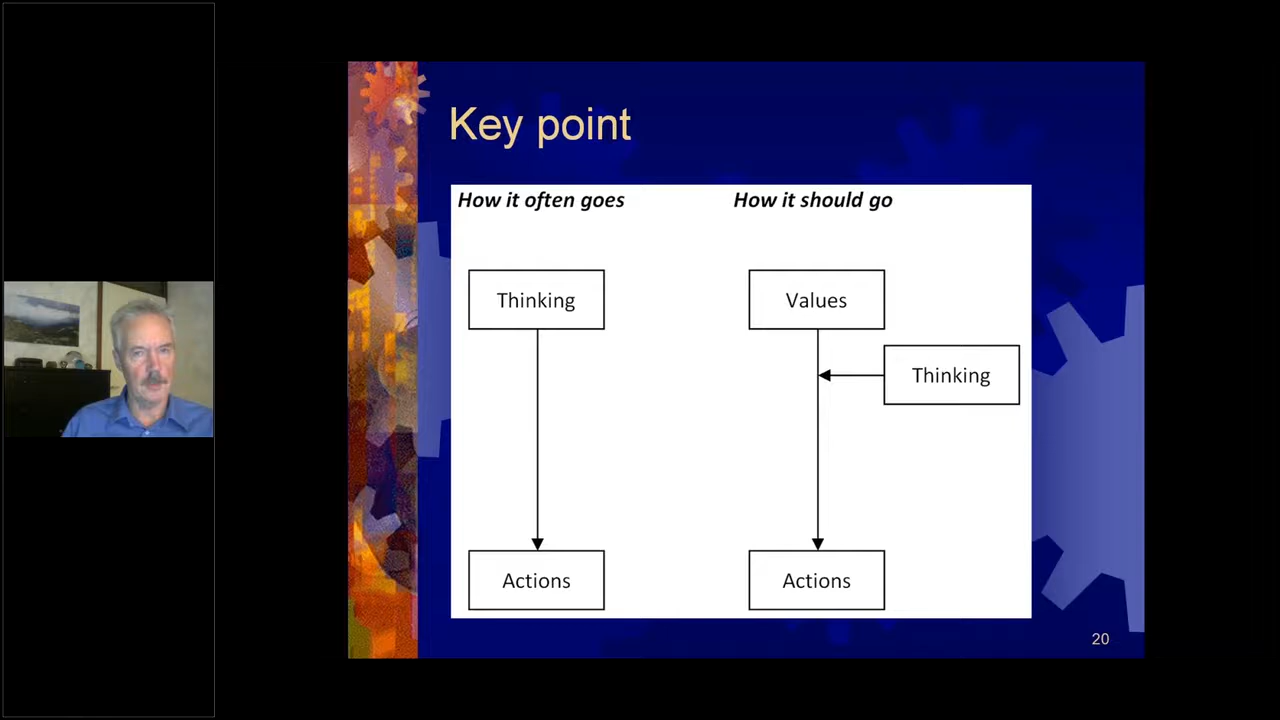 Key point
How it often goes
How it should go
Thinking
Values
Thinking
Actions
Actions
20